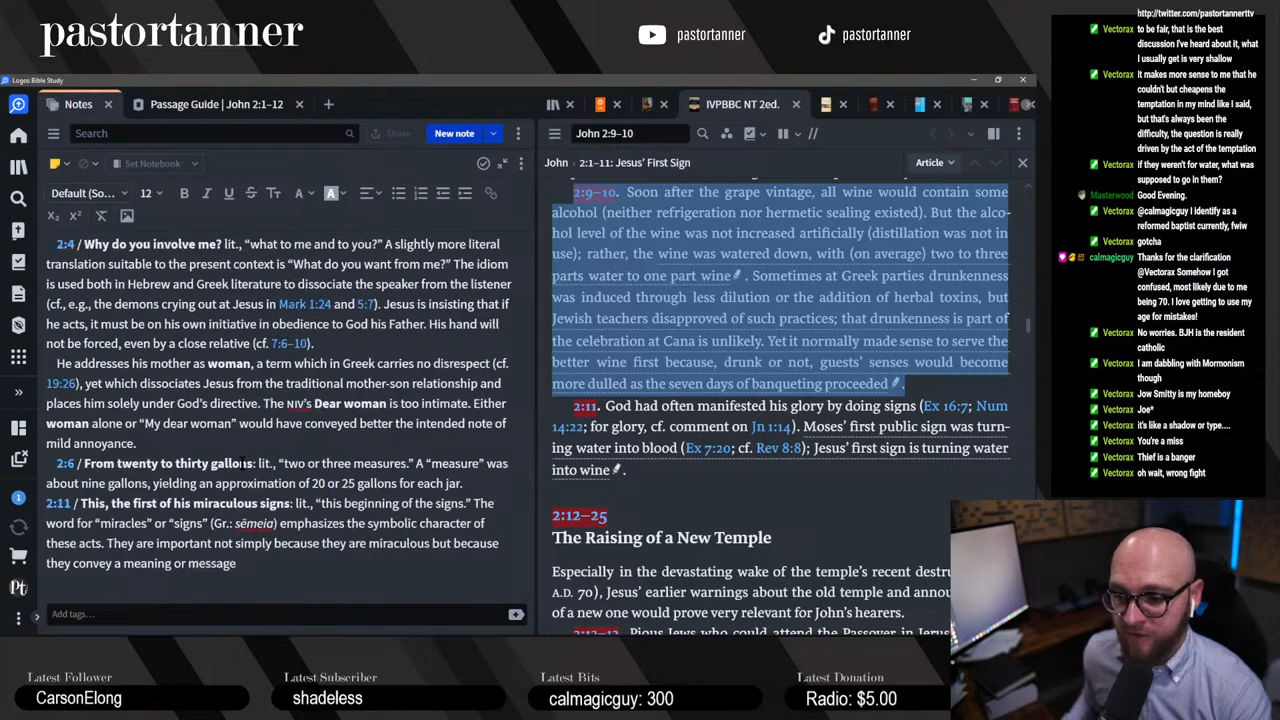 pastortanner
pastortanner
pastortanner
Logos Bible Study
Notes
Passage Guide | John 2:1–12
IVPBBC NT 2ed.
Search
Share
New note
John 2:9–10
Set Notebook
John
2:1–11: Jesus’ First Sign
Article
Default (So...
12
2:4 / Why do you involve me? lit., “what to me and to you?” A slightly more literal
translation suitable to the present context is “What do you want from me?” The idiom
is used both in Hebrew and Greek literature to dissociate the speaker from the listener
(cf., e.g., the demons crying out at Jesus in Mark 1:24 and 5:7). Jesus is insisting that if
he acts, it must be on his own initiative in obedience to God his Father. His hand will
not be forced, even by a close relative (cf. 7:6–10).
He addresses his mother as woman, a term which in Greek carries no disrespect (cf.
19:26), yet which dissociates Jesus from the traditional mother-son relationship and
places him solely under God’s directive. The NIV’s Dear woman is too intimate. Either
woman alone or “My dear woman” would have conveyed better the intended note of
mild annoyance.
2:6 / From twenty to thirty gallons: lit., “two or three measures.” A “measure” was
about nine gallons, yielding an approximation of 20 or 25 gallons for each jar.
2:11 / This, the first of his miraculous signs: lit., “this beginning of the signs.” The
word for “miracles” or “signs” (Gr.: sēmeia) emphasizes the symbolic character of
these acts. They are important not simply because they are miraculous but because
they convey a meaning or message
Add tags...
2:9–10. Soon after the grape vintage, all wine would contain some
alcohol (neither refrigeration nor hermetic sealing existed). But the alco-
hol level of the wine was not increased artificially (distillation was not in
use); rather, the wine was watered down, with (on average) two to three
parts water to one part wine. Sometimes at Greek parties drunkenness
was induced through less dilution or the addition of herbal toxins, but
Jewish teachers disapproved of such practices; that drunkenness is part of
the celebration at Cana is unlikely. Yet it normally made sense to serve the
better wine first because, drunk or not, guests’ senses would become
more dulled as the seven days of banqueting proceeded.
2:11. God had often manifested his glory by doing signs (Ex 16:7; Num
14:22; for glory, cf. comment on Jn 1:14). Moses’ first public sign was turn-
ing water into blood (Ex 7:20; cf. Rev 8:8); Jesus’ first sign is turning water
into wine.
2:12–25
The Raising of a New Temple
Especially in the devastating wake of the temple’s recent destru
A.D. 70), Jesus’ earlier warnings about the old temple and annou
of a new one would prove very relevant for John’s hearers.
2:12–13. Pious Jews who could attend the Passover in Jerus
http://twitter.com/pastortannerttv
Vectorax to be fair, that is the best
discussion I've heard about it, what
I usually get is very shallow
Vectorax it makes more sense to me that he
couldn't but cheapens the
temptation in my mind like I said,
but that's always been the
difficulty, the question is really
driven by the act of the temptation
Vectorax if they weren't for water, what was
supposed to go in them?
Masterwood Good Evening.
Vectorax @calmagicguy I identify as a
reformed baptist currently, fwiw
Vectorax gotcha
calmagicguy Thanks for the clarification
@Vectorax Somehow I got
confused, most likely due to me
being 70. I love getting to use my
age for mistakes!
Vectorax No worries. BJH is the resident
catholic
Vectorax I am dabbling with Mormonism
though
Vectorax Jow Smitty is my homeboy
Vectorax Joe*
Vectorax it's like a shadow or type....
Vectorax You're a miss
Vectorax Thief is a banger
Vectorax oh wait, wrong fight
Latest Follower
CarsonElong
Latest Subscriber
shadeless
Latest Bits
calmagicguy: 300
Latest Donation
Radio: $5.00